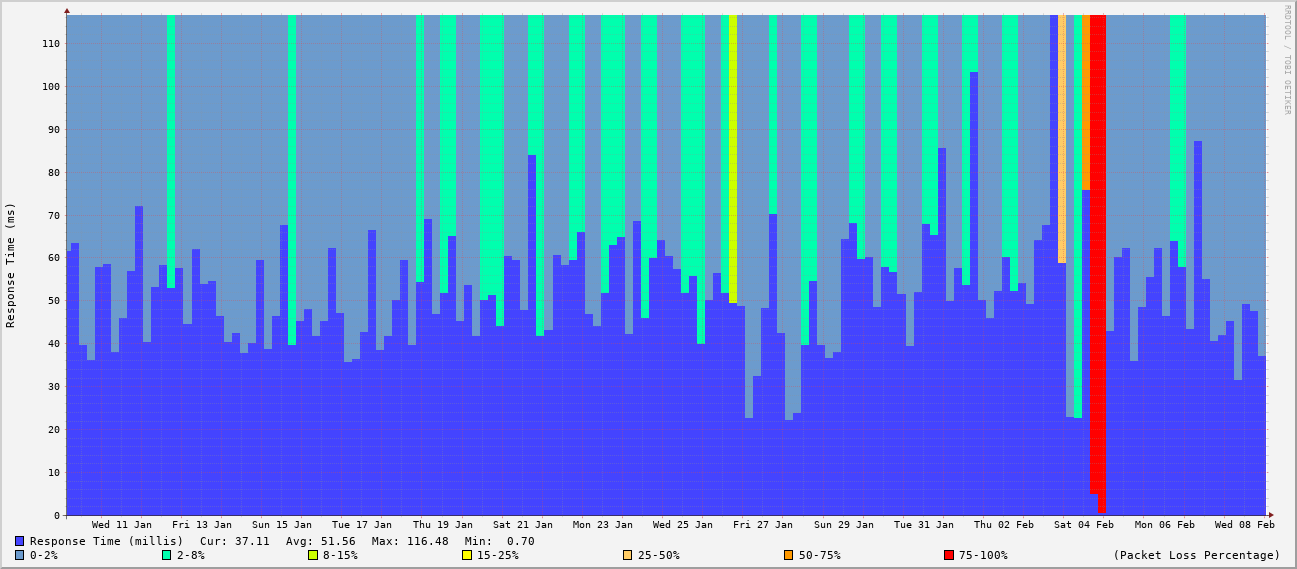 RRDTOOL / TOBI OETIKER
Response Time (ms)
110
100
90
80
70
60
50
40
30
20
10
0
Wed 11 Jan Fri 13 Jan Sun 15 Jan Tue 17 Jan Thu 19 Jan Sat 21 Jan Mon 23 Jan Wed 25 Jan Fri 27 Jan Sun 29 Jan Tue 31 Jan Thu 02 Feb Sat 04 Feb Mon 06 Feb Wed 08 Feb
Response Time (millis) Cur: 37.11 Avg: 51.56 Max: 116.48 Min: 0.70
0-2% 2-8% 8-15% 15-25% 25-50% 50-75% 75-100% (Packet Loss Percentage)